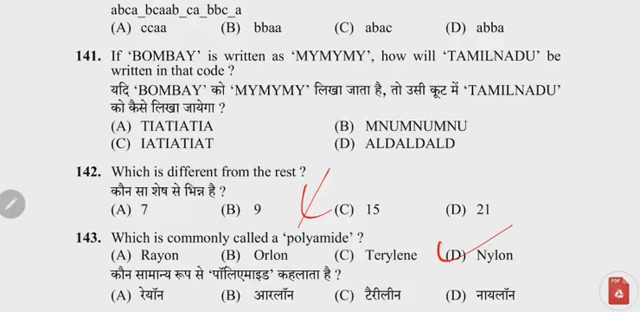 abca_bcaab_ca_bbc_a
(A) ccaa (B) bbaa (C) abac (D) abba
141. If ‘BOMBAY’ is written as ‘MYMYMY’, how will ‘TAMILNADU’ be
written in that code ?
यदि ‘BOMBAY’ को ‘MYMYMY’ लिखा जाता है, तो उसी कूट में ‘TAMILNADU’
को कैसे लिखा जायेगा ?
(A) TIATIATIA (B) MNUMNUMNU
(C) IATIATIAT (D) ALDALDALD
142. Which is different from the rest ?
कौन सा शेष से भिन्न है ?
(A) 7 (B) 9 (C) 15 (D) 21
143. Which is commonly called a ‘polyamide’ ?
(A) Rayon (B) Orlon (C) Terylene (D) Nylon
कौन सामान्य रूप से ‘पॉलिएमाइड’ कहलाता है ?
(A) रेयॉन (B) आरलॉन (C) टैरीलीन (D) नायलॉन
PDF